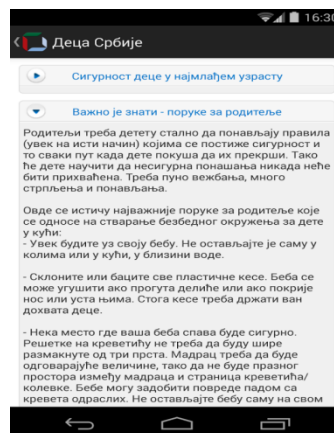 16:30
Деца Србије
Сигурност деце у најмлађем узрасту
Важно је знати - поруке за родитеље
Родитељи треба детету стално да понављају правила
(увек на исти начин) којима се постиже сигурност и
то сваки пут када дете покуша да их прекрши. Тако
ће дете научити да несигурна понашања никада неће
бити прихваћена. Треба пуно вежбања, много
стрпљења и понављања.
Овде се истичу најважније поруке за родитеље које
се односе на стварање безбедног окружења за дете
у кући:
- Увек будите уз своју бебу. Не остављајте је саму у
колима или у кући, у близини воде.
- Склоните или баците све пластичне кесе. Беба се
може угушити ако прогута делиће или ако покрије
нос или уста њима. Стога кесе треба држати ван
дохвата деце.
- Нека место где ваша беба спава буде сигурно.
Решетке на креветићу не треба да буду шире
размакнуте од три прста. Мадрац треба да буде
одговарајуће величине, тако да не буде празног
простора између мадраца и страница креветића/
колевке. Бебе могу задобити повреде падом са
кревета одраслих. Не остављајте бебу саму на свом